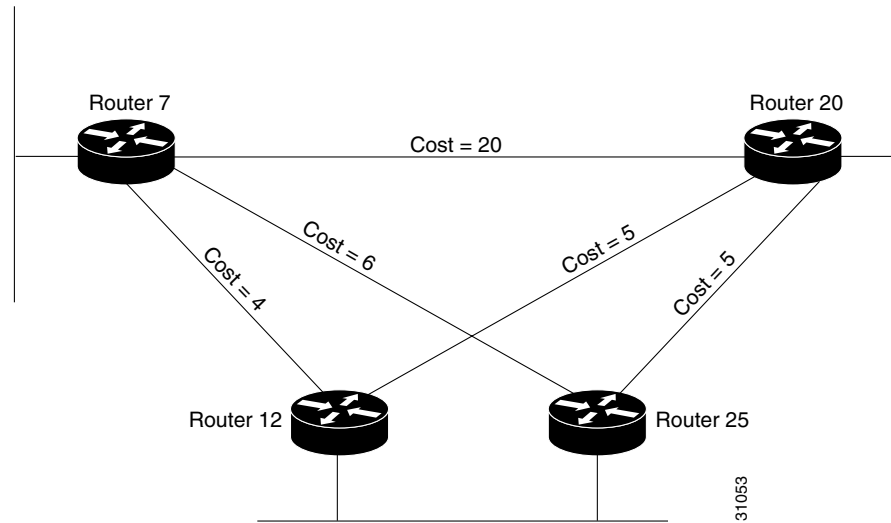 Router 7
Router 20
Cost = 20
Cost = 4
Cost = 6
Cost = 5
Cost = 5
Router 12
Router 25
31053